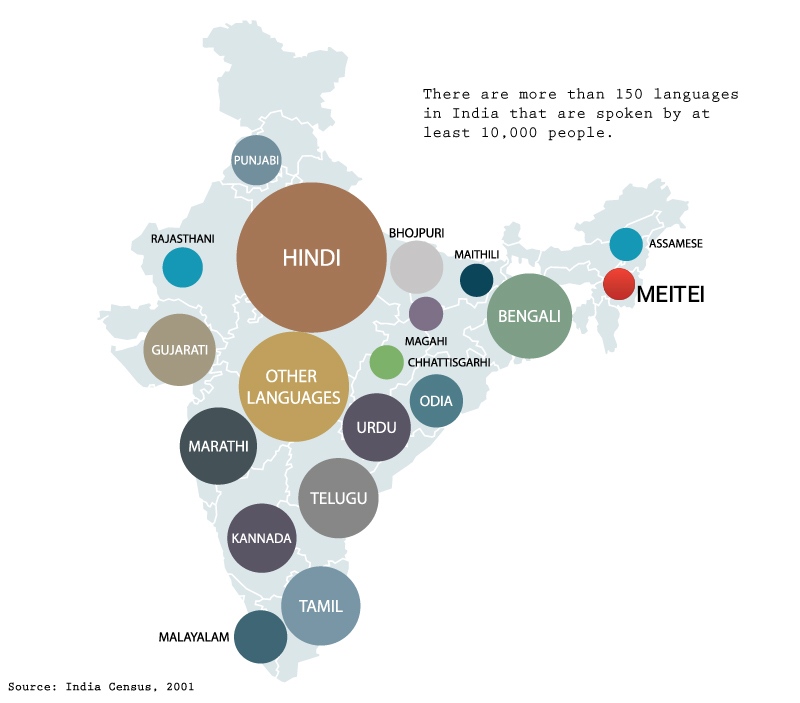 There are more than 150 languages
in India that are spoken by at
least 10,000 people.
PUNJABI
RAJASTHANI
HINDI
BHOJPURI
MAITHILI
ASSAMESE
MEITEI
BENGALI
MAGAHI
GUJARATI
CHHATTISGARHI
OTHER
LANGUAGES
ODIA
URDU
MARATHI
TELUGU
KANNADA
TAMIL
MALAYALAM
Source: India Census, 2001